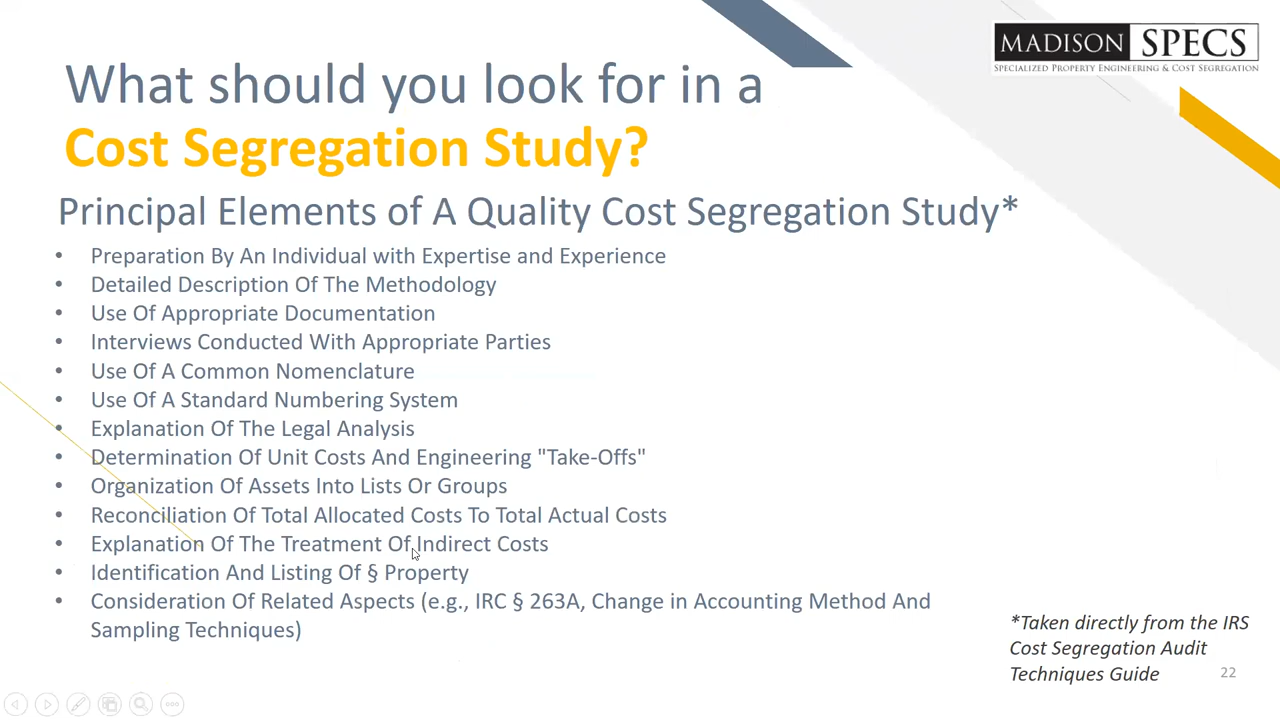 MADISON SPECS
SPECIALIZED PROPERTY ENGINEERING & COST SEGREGATION
What should you look for in a
Cost Segregation Study?
Principal Elements of A Quality Cost Segregation Study*
• Preparation By An Individual with Expertise and Experience
• Detailed Description Of The Methodology
• Use Of Appropriate Documentation
• Interviews Conducted With Appropriate Parties
• Use Of A Common Nomenclature
• Use Of A Standard Numbering System
• Explanation Of The Legal Analysis
• Determination Of Unit Costs And Engineering "Take-Offs"
• Organization Of Assets Into Lists Or Groups
• Reconciliation Of Total Allocated Costs To Total Actual Costs
• Explanation Of The Treatment Of Indirect Costs
• Identification And Listing Of § Property
• Consideration Of Related Aspects (e.g., IRC § 263A, Change in Accounting Method And
Sampling Techniques)
*Taken directly from the IRS
Cost Segregation Audit
Techniques Guide
22